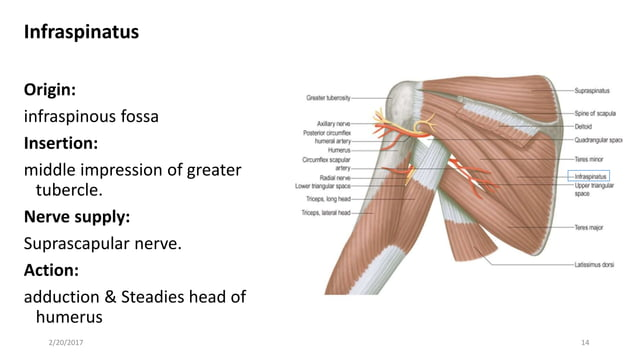 Infraspinatus
Origin:
infraspinous fossa
Insertion:
middle impression of greater
tubercle.
Nerve supply:
Suprascapular nerve.
Action:
adduction & Steadies head of
humerus
Greater tuberosity
Axillary nerve
Posterior circumflex
humeral artery
Humerus
Circumflex scapular
artery
Radial nerve
Lower triangular space
Triceps, long head
Triceps, lateral head
Supraspinatus
Spine of scapula
Deltoid
Quadrangular space
Teres minor
Infraspinatus
Upper triangular
space
Teres major
Latissimus dorsi
2/20/2017
14